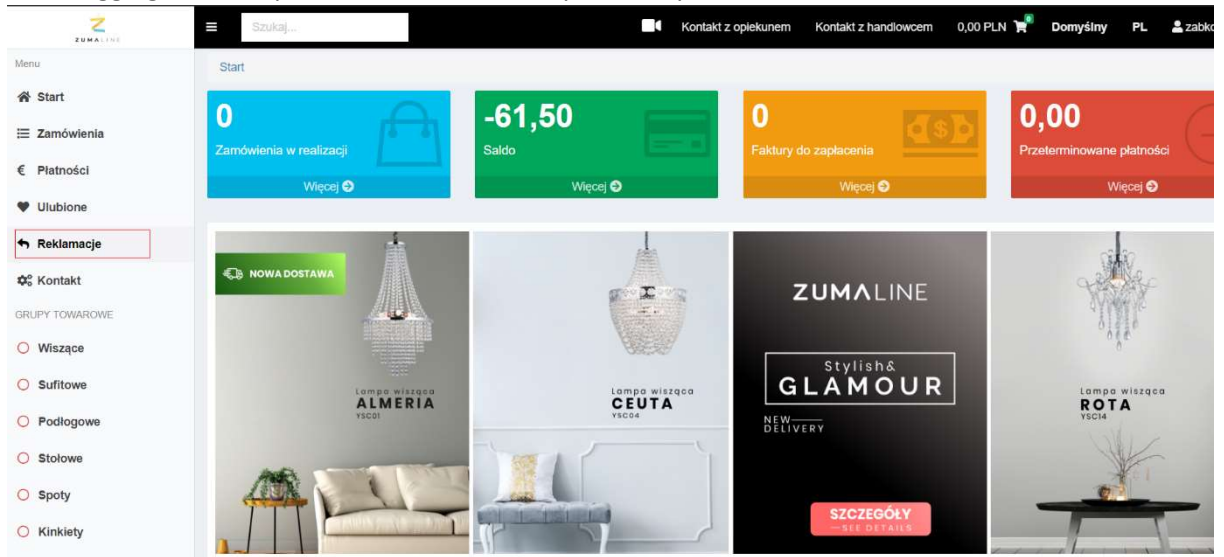 ZUMALINE
Szukaj...
Kontakt z opiekunem
Kontakt z handlowcem
0,00 PLN
0
Domyślny
PL
Menu
Start
Zamówienia
Płatności
Ulubione
Reklamacje
Kontakt
GRUPY TOWAROWE
Wiszące
Sufitowe
Podłogowe
Stołowe
Spoty
Kinkiety
Start
0
Zamówienia w realizacji
Więcej
-61,50
Saldo
Więcej
0
Faktury do zapłacenia
Więcej
0,00
Przeterminowane płatności
Więcej
NOWA DOSTAWA
Lampa wisząca
ALMERIA
YSC01
Lampa wisząca
CEUTA
YSC04
ZUMALINE
Stylish&
GLAMOUR
NEW
DELIVERY
SZCZEGÓŁY
SEE DETAILS
Lampa wisząca
ROTA
YSC14